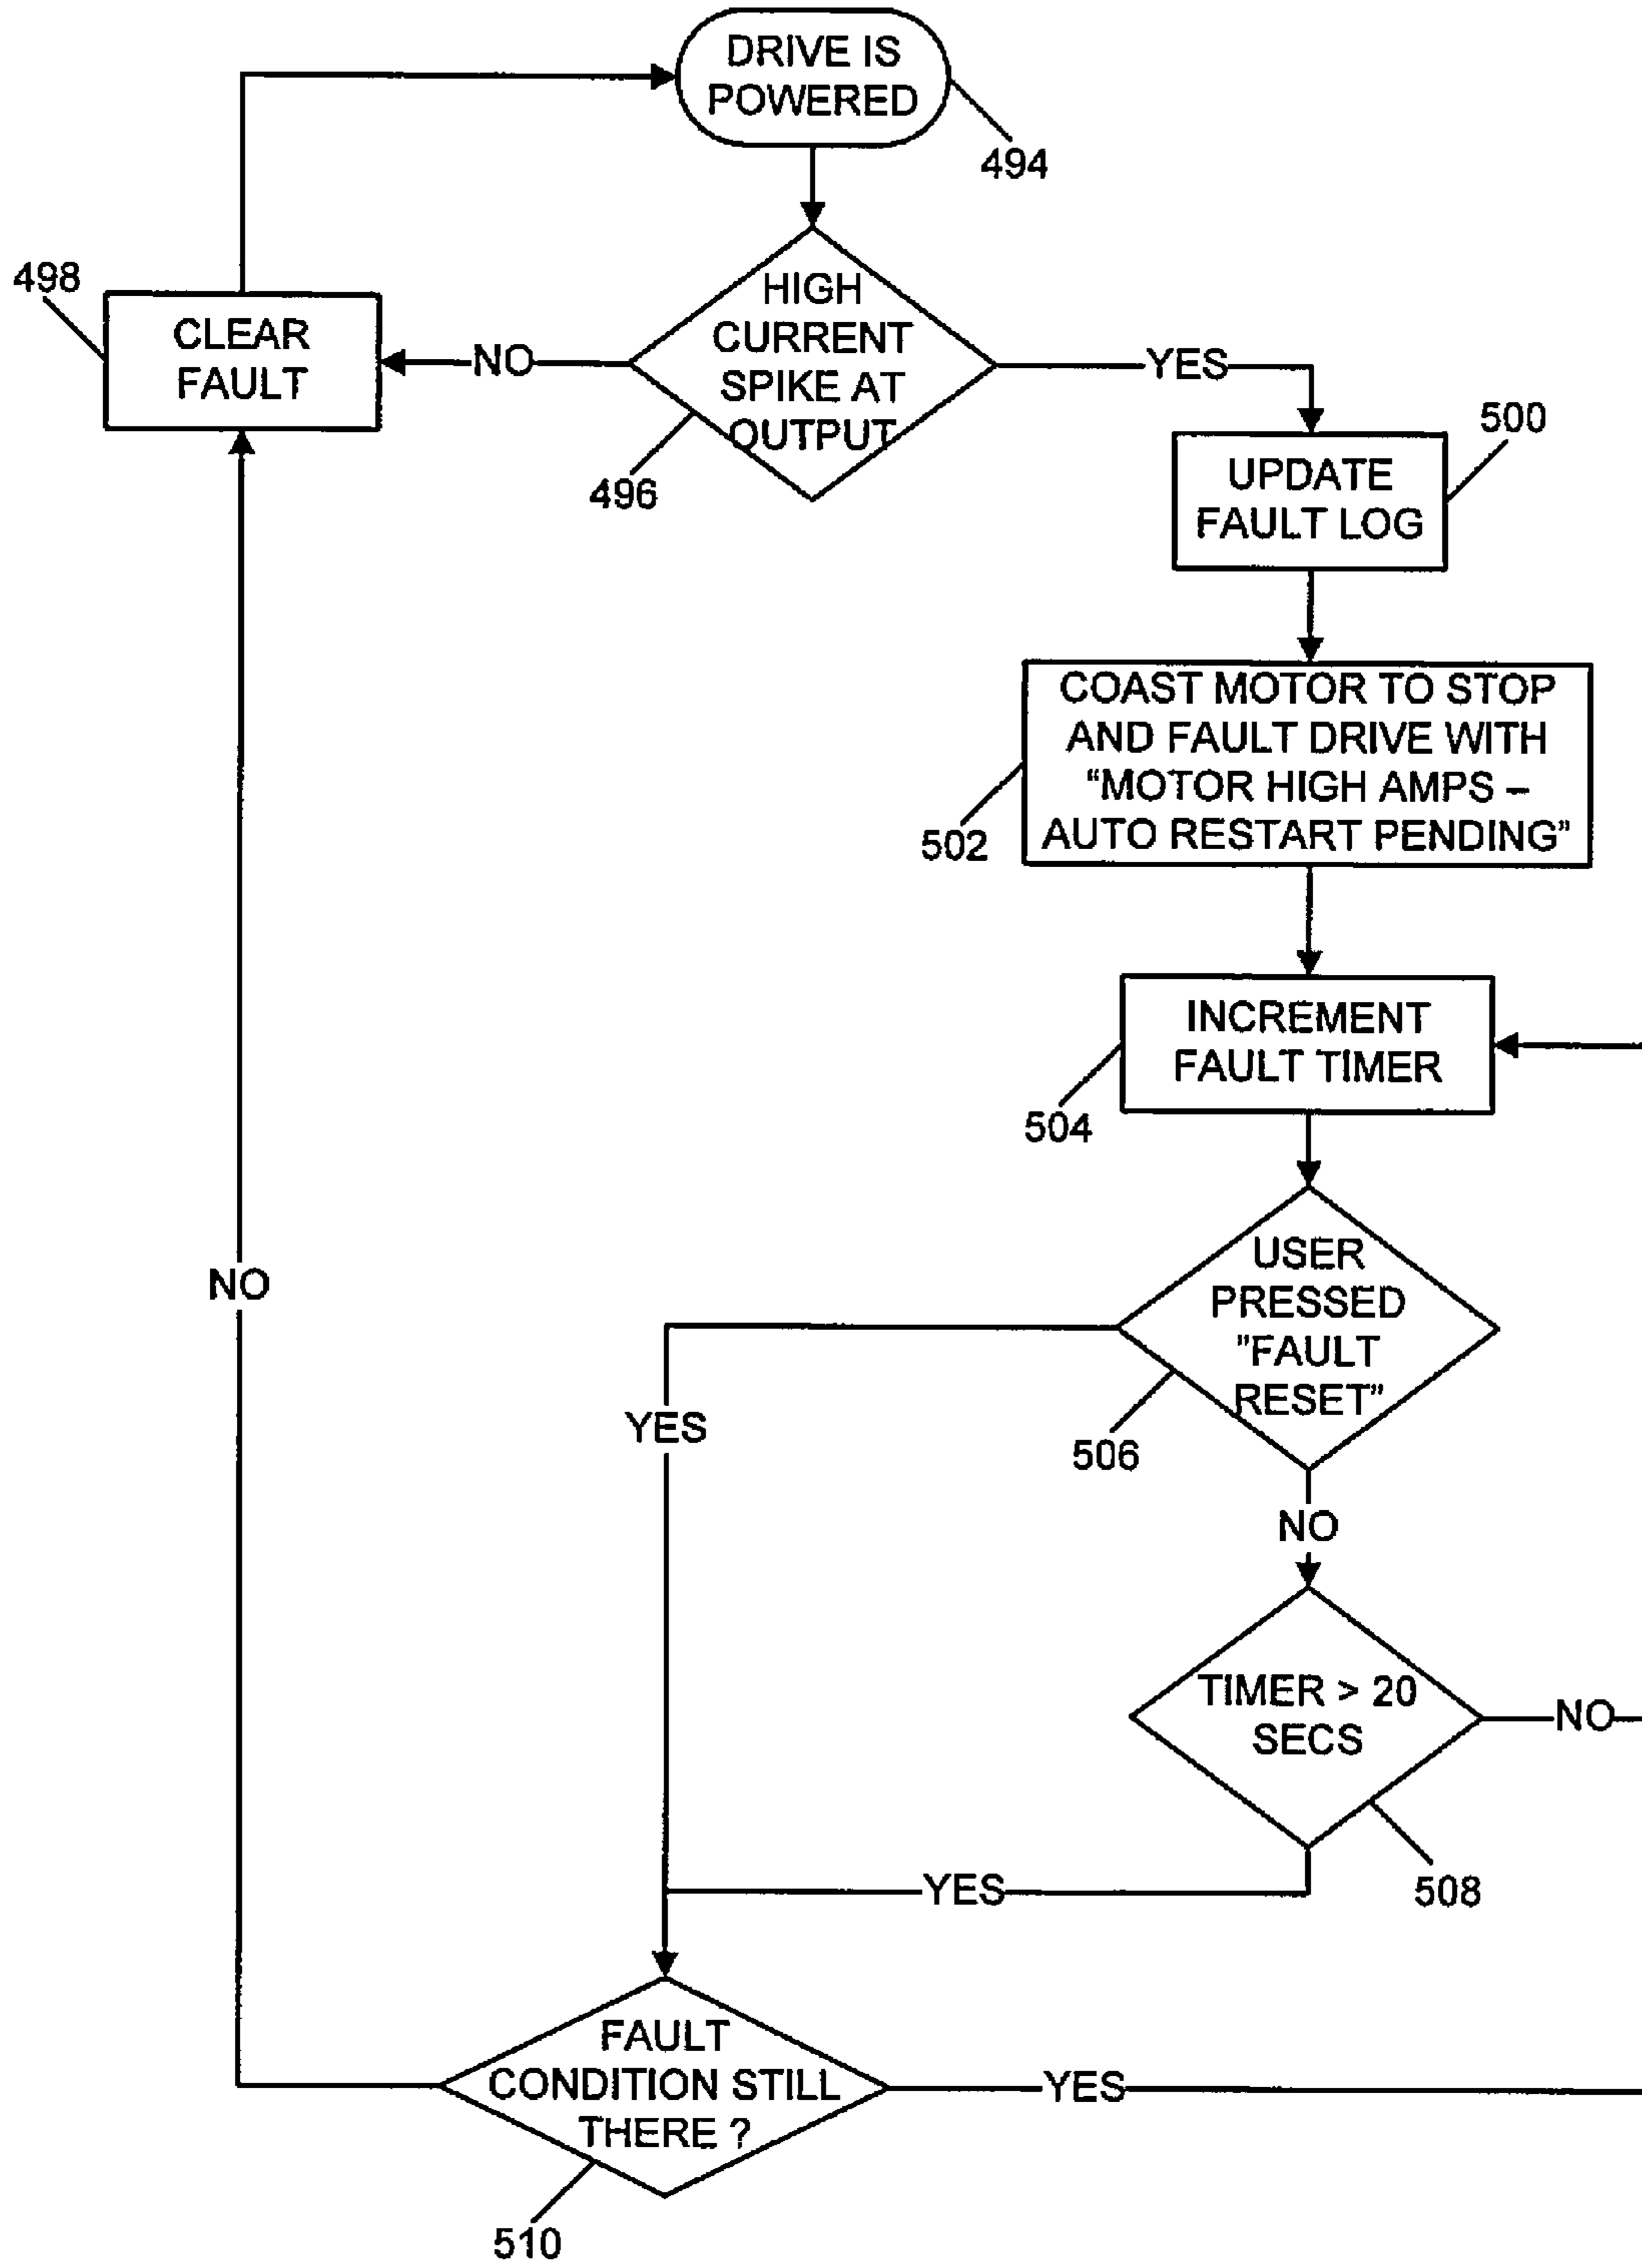 DRIVE IS
POWERED
494
498
CLEAR
FAULT
NO
HIGH
CURRENT
SPIKE AT
OUTPUT
496
YES
500
UPDATE
FAULT LOG
COAST MOTOR TO STOP
AND FAULT DRIVE WITH
“MOTOR HIGH AMPS –
AUTO RESTART PENDING”
502
INCREMENT
FAULT TIMER
504
USER
PRESSED
”FAULT
RESET”
506
NO
YES
NO
TIMER > 20
SECS
NO
508
YES
FAULT
CONDITION STILL
THERE ?
YES
510